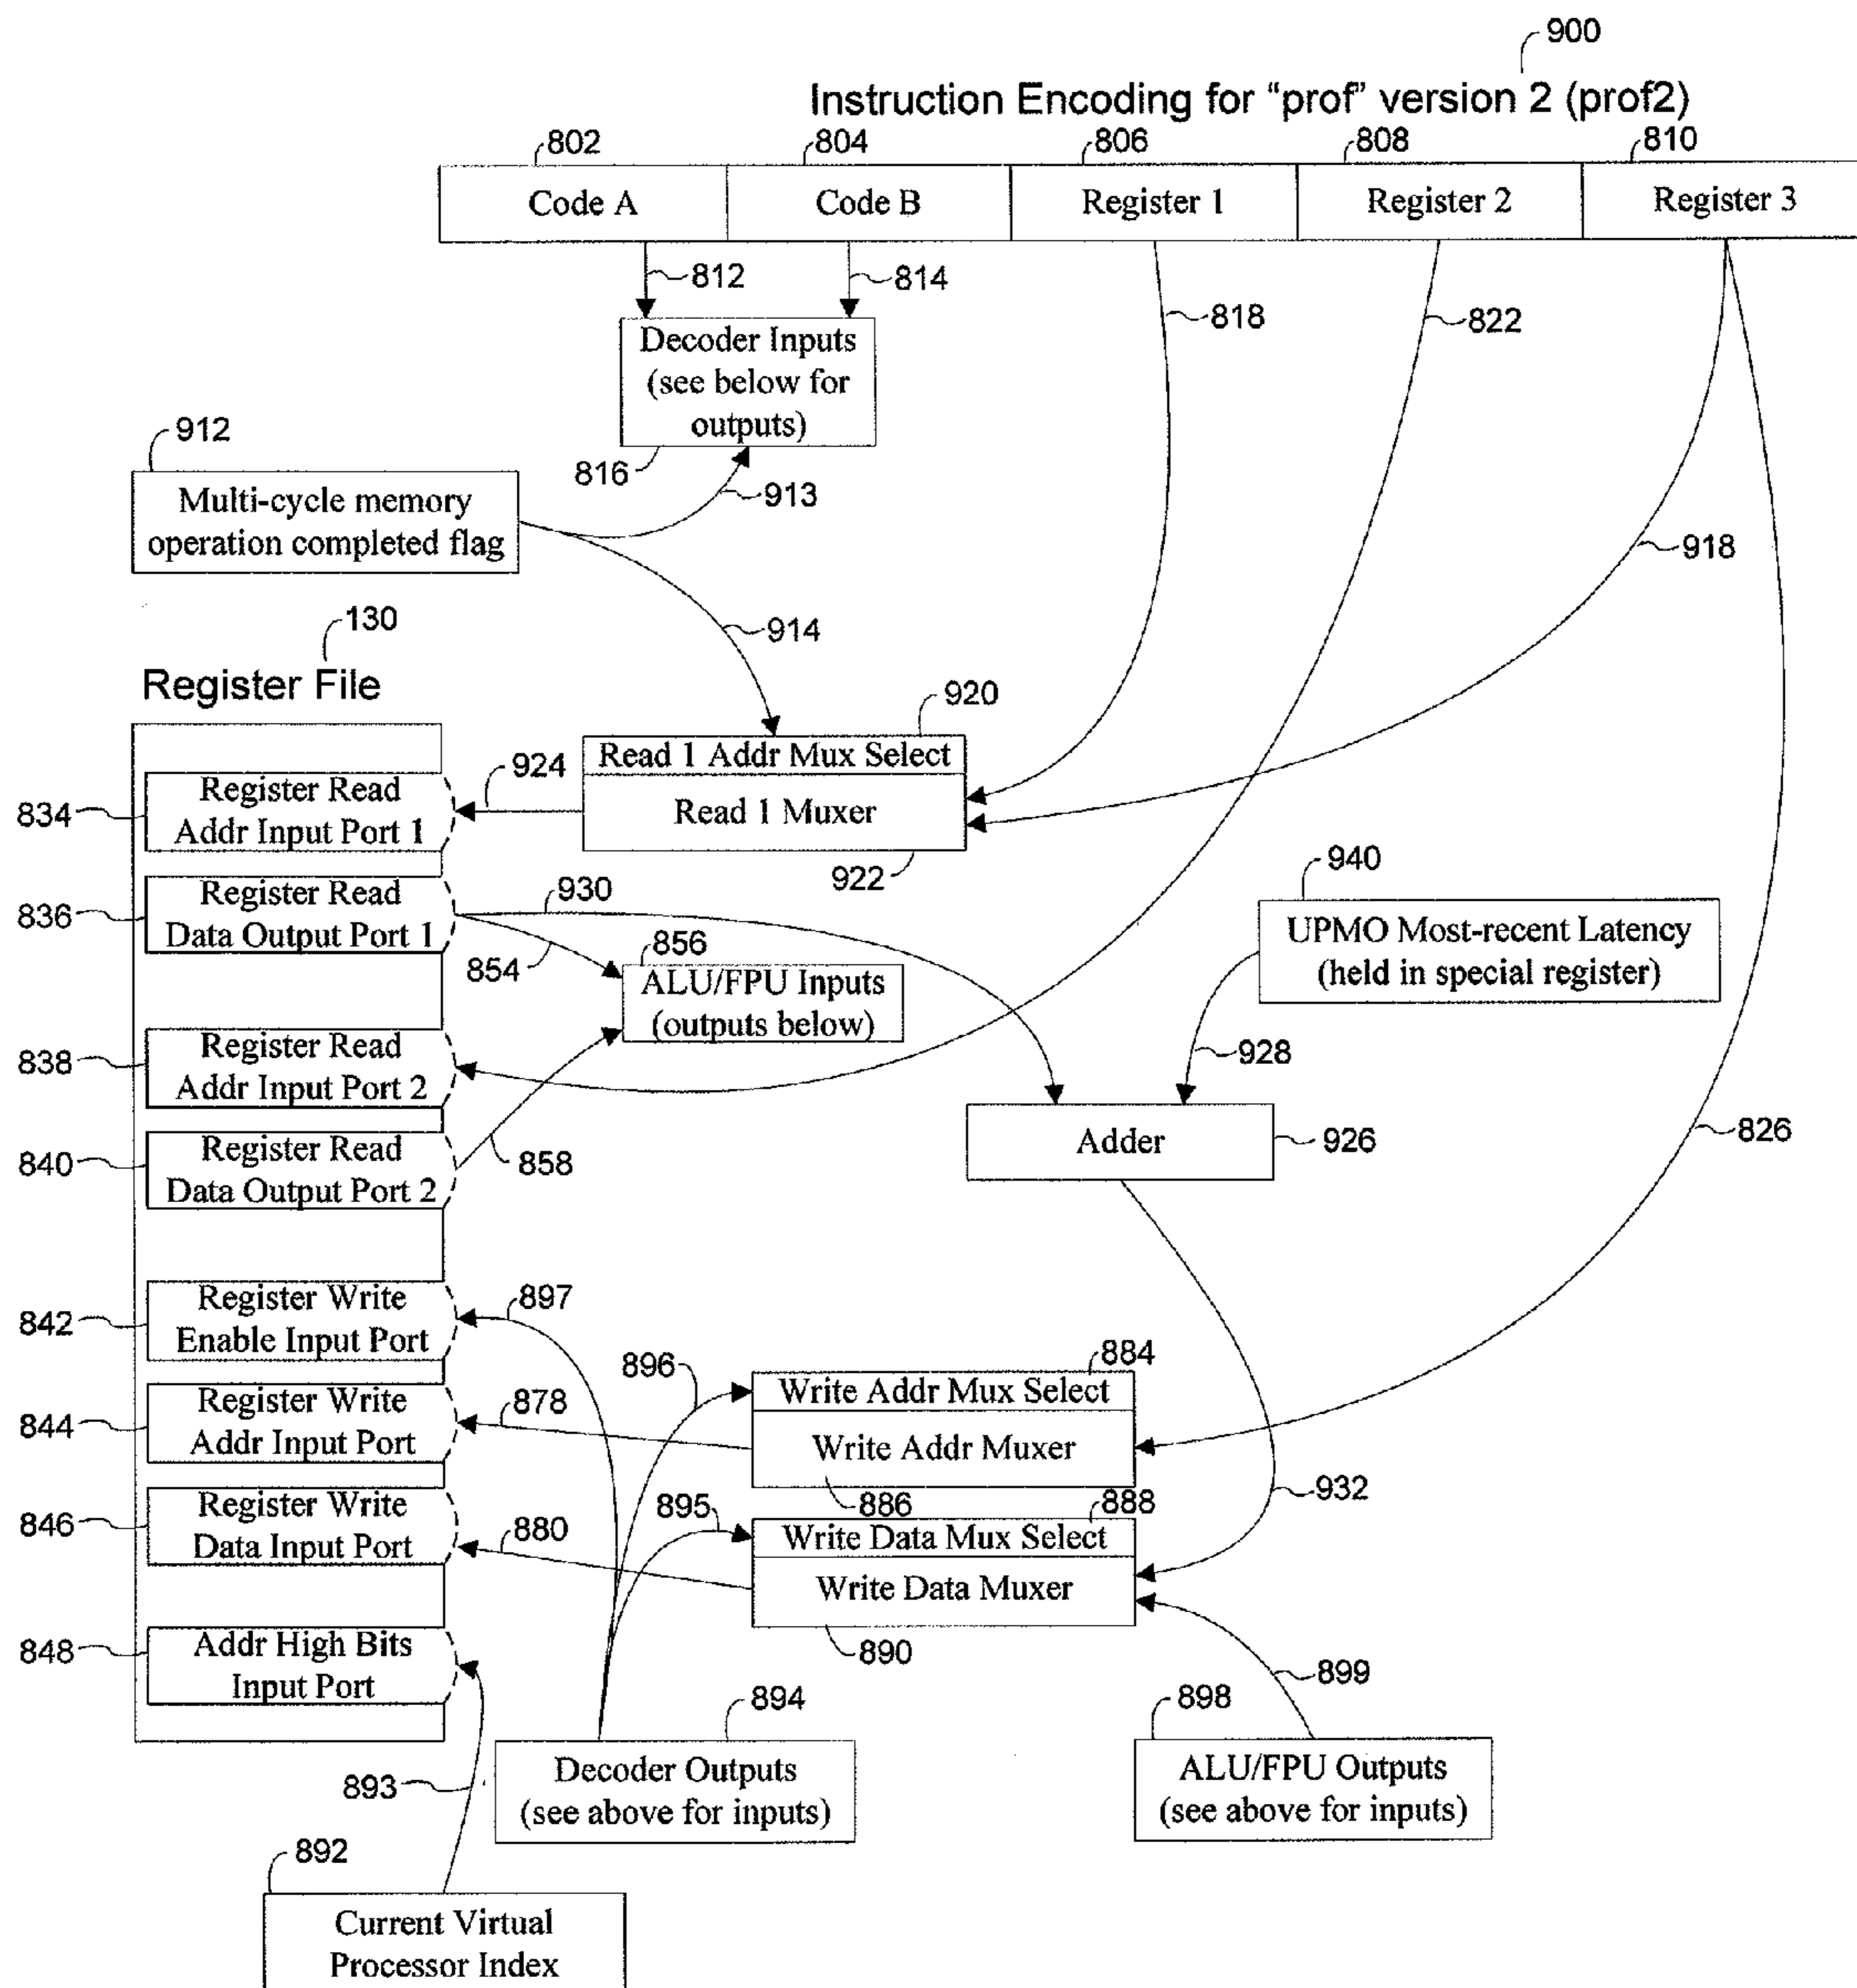 900
Instruction Encoding for “prof” version 2 (prof2)
802
804
806
808
810
Code A
Code B
Register 1
Register 2
Register 3
812
814
818
822
Decoder Inputs
(see below for
outputs)
816
912
913
Multi-cycle memory
operation completed flag
918
914
130
Register File
920
Read 1 Addr Mux Select
924
Read 1 Muxer
922
834
Register Read
Addr Input Port 1
836
Register Read
Data Output Port 1
930
854
856
ALU/FPU Inputs
(outputs below)
940
UPMO Most-recent Latency
(held in special register)
928
838
Register Read
Addr Input Port 2
Adder
926
826
840
Register Read
Data Output Port 2
858
842
Register Write
Enable Input Port
897
896
884
Write Addr Mux Select
844
Register Write
Addr Input Port
878
Write Addr Muxer
886
932
846
Register Write
Data Input Port
880
895
888
Write Data Mux Select
Write Data Muxer
890
899
848
Addr High Bits
Input Port
894
898
893
Decoder Outputs
(see above for inputs)
ALU/FPU Outputs
(see above for inputs)
892
Current Virtual
Processor Index